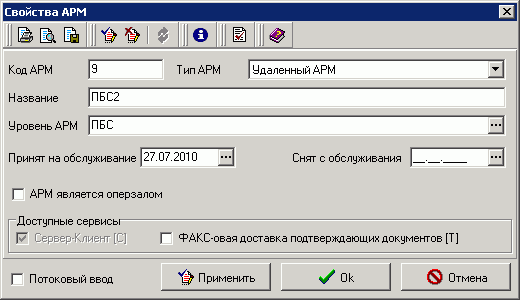 Свойства АРМ
Код АРМ 9 Тип АРМ Удаленный АРМ
Название ПБС2
Уровень АРМ ПБС
Принят на обслуживание 27.07.2010 Снят с обслуживания __.__.____
АРМ является оперзалом
Доступные сервисы
Сервер-Клиент [C] ФАКС-овая доставка подтверждающих документов [T]
Потоковый ввод Применить Ok Отмена